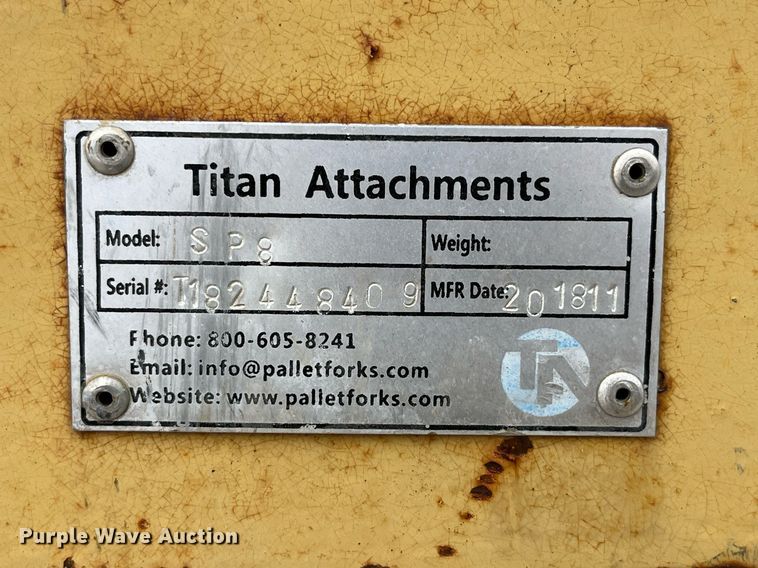 Titan Attachments
Model: SP8 Weight:
Serial #: T182448409 MFR Date: 201811
Phone: 800-605-8241
Email: info@palletforks.com
Website: www.palletforks.com
TA
Purple Wave Auction®